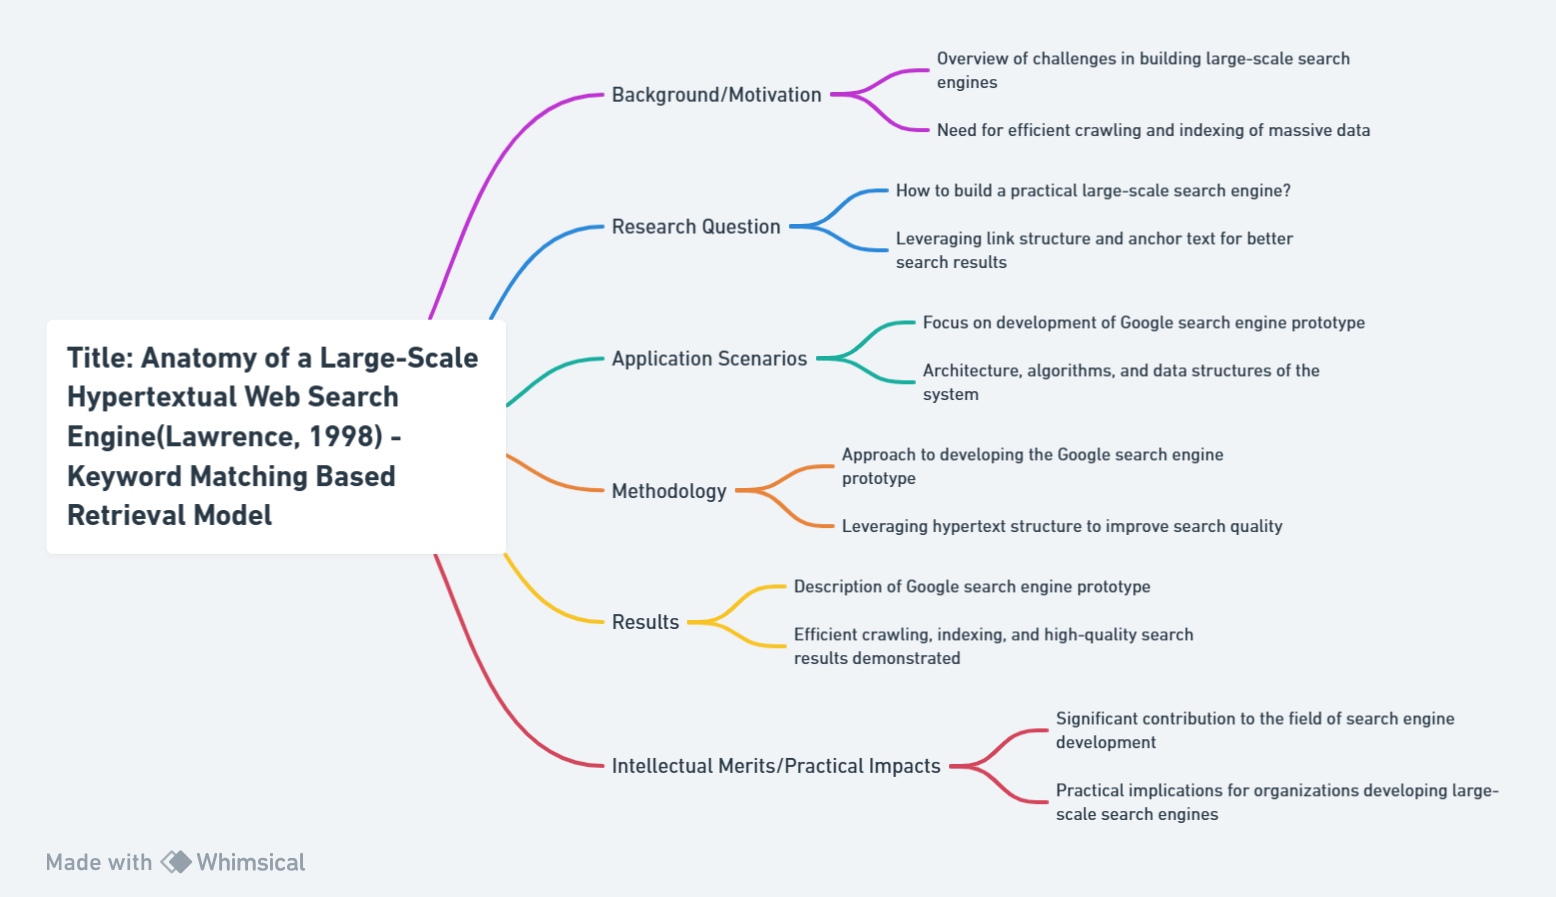 Title: Anatomy of a Large-Scale
Hypertextual Web Search
Engine(Lawrence, 1998) -
Keyword Matching Based
Retrieval Model
Background/Motivation
Overview of challenges in building large-scale search
engines
Need for efficient crawling and indexing of massive data
Research Question
How to build a practical large-scale search engine?
Leveraging link structure and anchor text for better
search results
Application Scenarios
Focus on development of Google search engine prototype
Architecture, algorithms, and data structures of the
system
Methodology
Approach to developing the Google search engine
prototype
Leveraging hypertext structure to improve search quality
Results
Description of Google search engine prototype
Efficient crawling, indexing, and high-quality search
results demonstrated
Intellectual Merits/Practical Impacts
Significant contribution to the field of search engine
development
Practical implications for organizations developing large-
scale search engines
Made with Whimsical